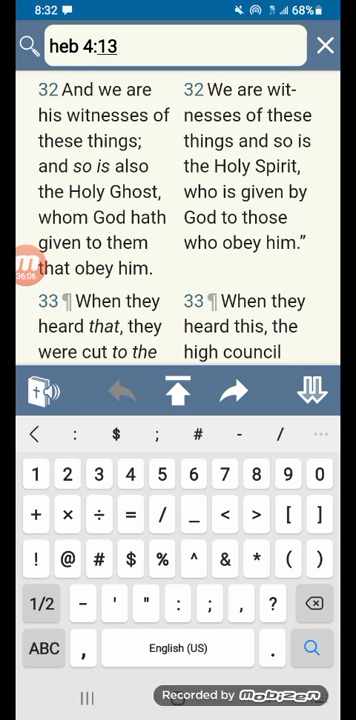 8:32 68%
heb 4:13
32 And we are
his witnesses of
these things;
and so is also
the Holy Ghost,
whom God hath
given to them
that obey him.
33 ¶ When they
heard that, they
were cut to the
32 We are wit-
nesses of these
things and so is
the Holy Spirit,
who is given by
God to those
who obey him.”
33 ¶ When they
heard this, the
high council
36:06
< : $ ; # - / ...
1 2 3 4 5 6 7 8 9 0
+ × ÷ = / _ < > [ ]
! @ # $ % ^ & * ( )
1/2 - ' " : ; , ?
ABC , English (US) .
Recorded by mobizen